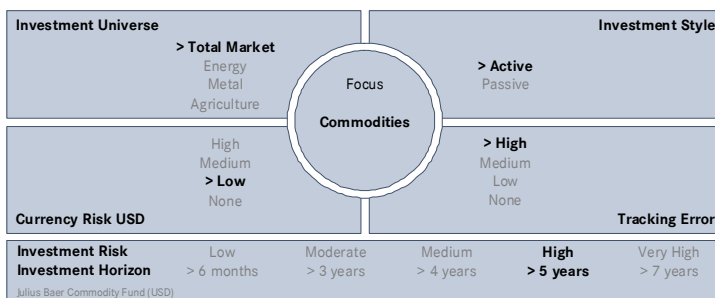 Investment Universe
> Total Market
Energy
Metal
Agriculture
Investment Style
> Active
Passive
Focus
Commodities
High
Medium
> Low
None
Currency Risk USD
> High
Medium
Low
None
Tracking Error
Investment Risk Low Moderate Medium High Very High
Investment Horizon > 6 months > 3 years > 4 years > 5 years > 7 years
Julius Baer Commodity Fund (USD)